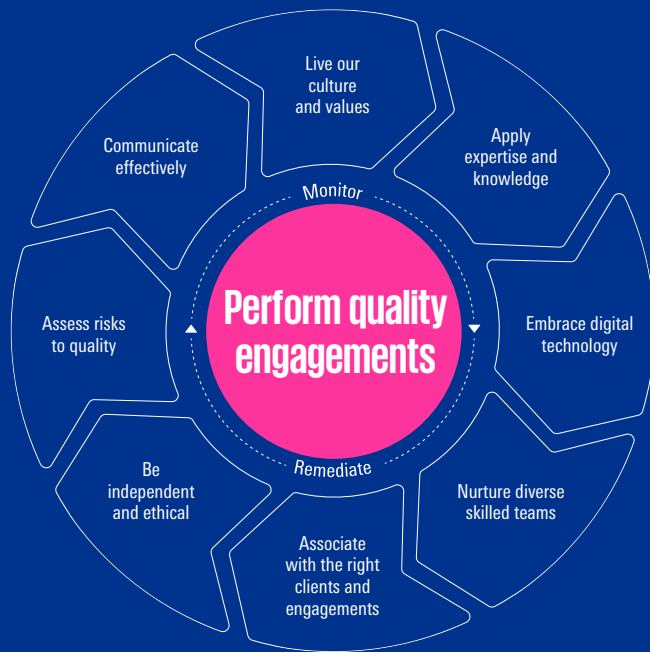 Live our
culture
and values
Apply
expertise and
knowledge
Embrace digital
technology
Nurture diverse
skilled teams
Associate
with the right
clients and
engagements
Be
independent
and ethical
Assess risks
to quality
Communicate
effectively
Monitor
Perform quality
engagements
Remediate